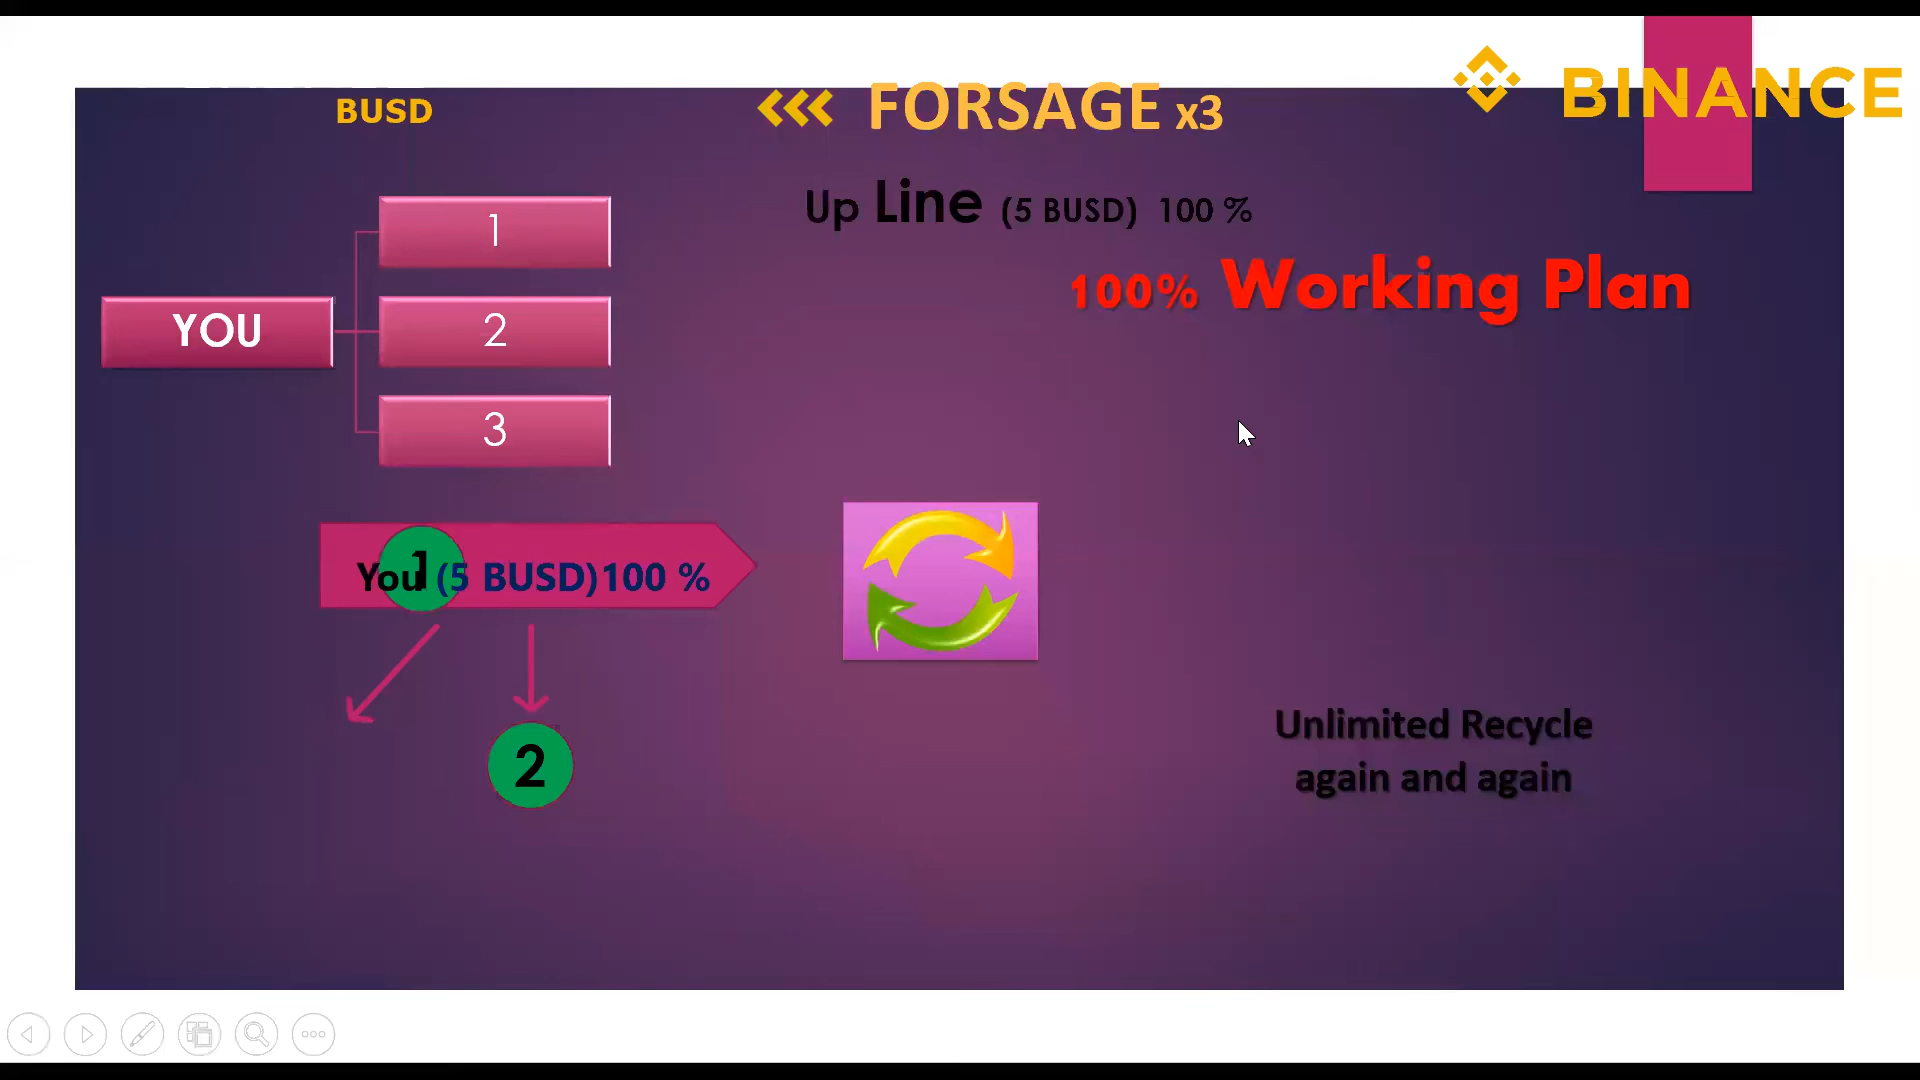 BUSD
FORSAGE x3
BINANCE
Up Line (5 BUSD) 100 %
100% Working Plan
1
YOU
2
3
1
You (5 BUSD)100 %
2
Unlimited Recycle
again and again